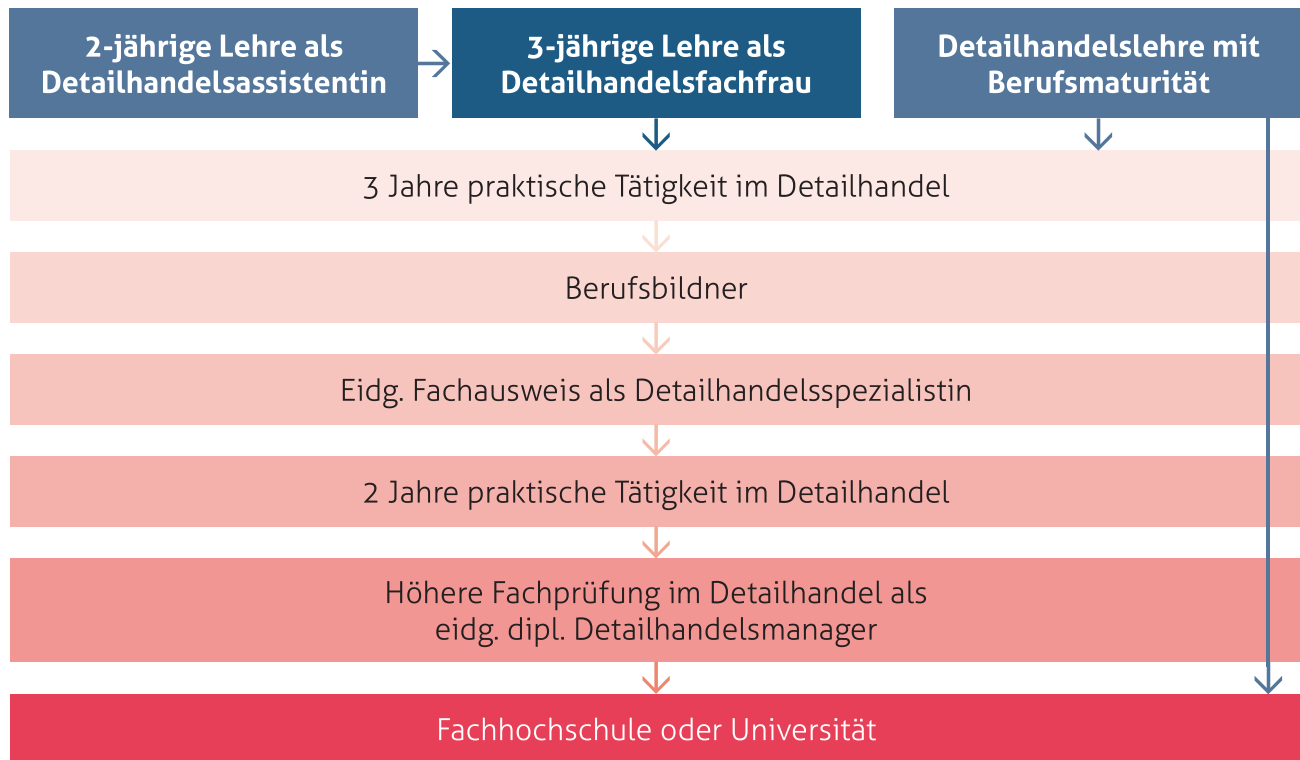 2-jährige Lehre als
Detailhandelsassistentin
3-jährige Lehre als
Detailhandelsfachfrau
Detailhandelslehre mit
Berufsmaturität
3 Jahre praktische Tätigkeit im Detailhandel
Berufsbildner
Eidg. Fachausweis als Detailhandelsspezialistin
2 Jahre praktische Tätigkeit im Detailhandel
Höhere Fachprüfung im Detailhandel als
eidg. dipl. Detailhandelsmanager
Fachhochschule oder Universität